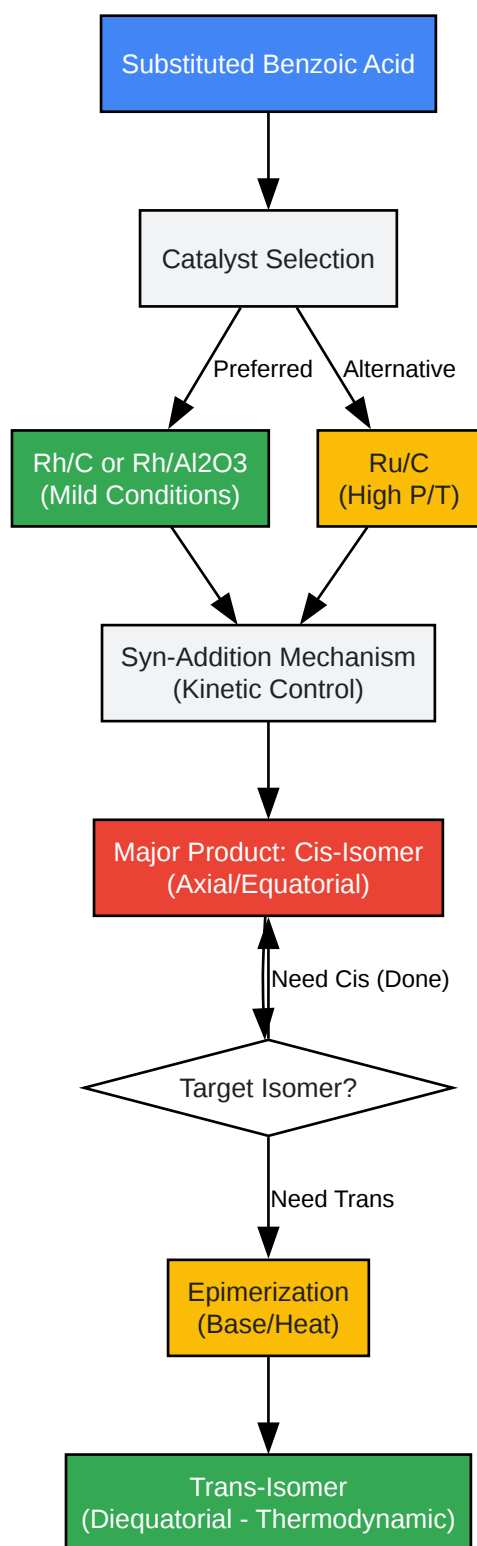 Substituted Benzoic Acid
Catalyst Selection
Preferred
Alternative
Rh/C or Rh/Al2O3
(Mild Conditions)
Ru/C
(High P/T)
Syn-Addition Mechanism
(Kinetic Control)
Major Product: Cis-Isomer
(Axial/Equatorial)
Need Cis (Done)
Target Isomer?
Need Trans
Epimerization
(Base/Heat)
Trans-Isomer
(Diequatorial - Thermodynamic)